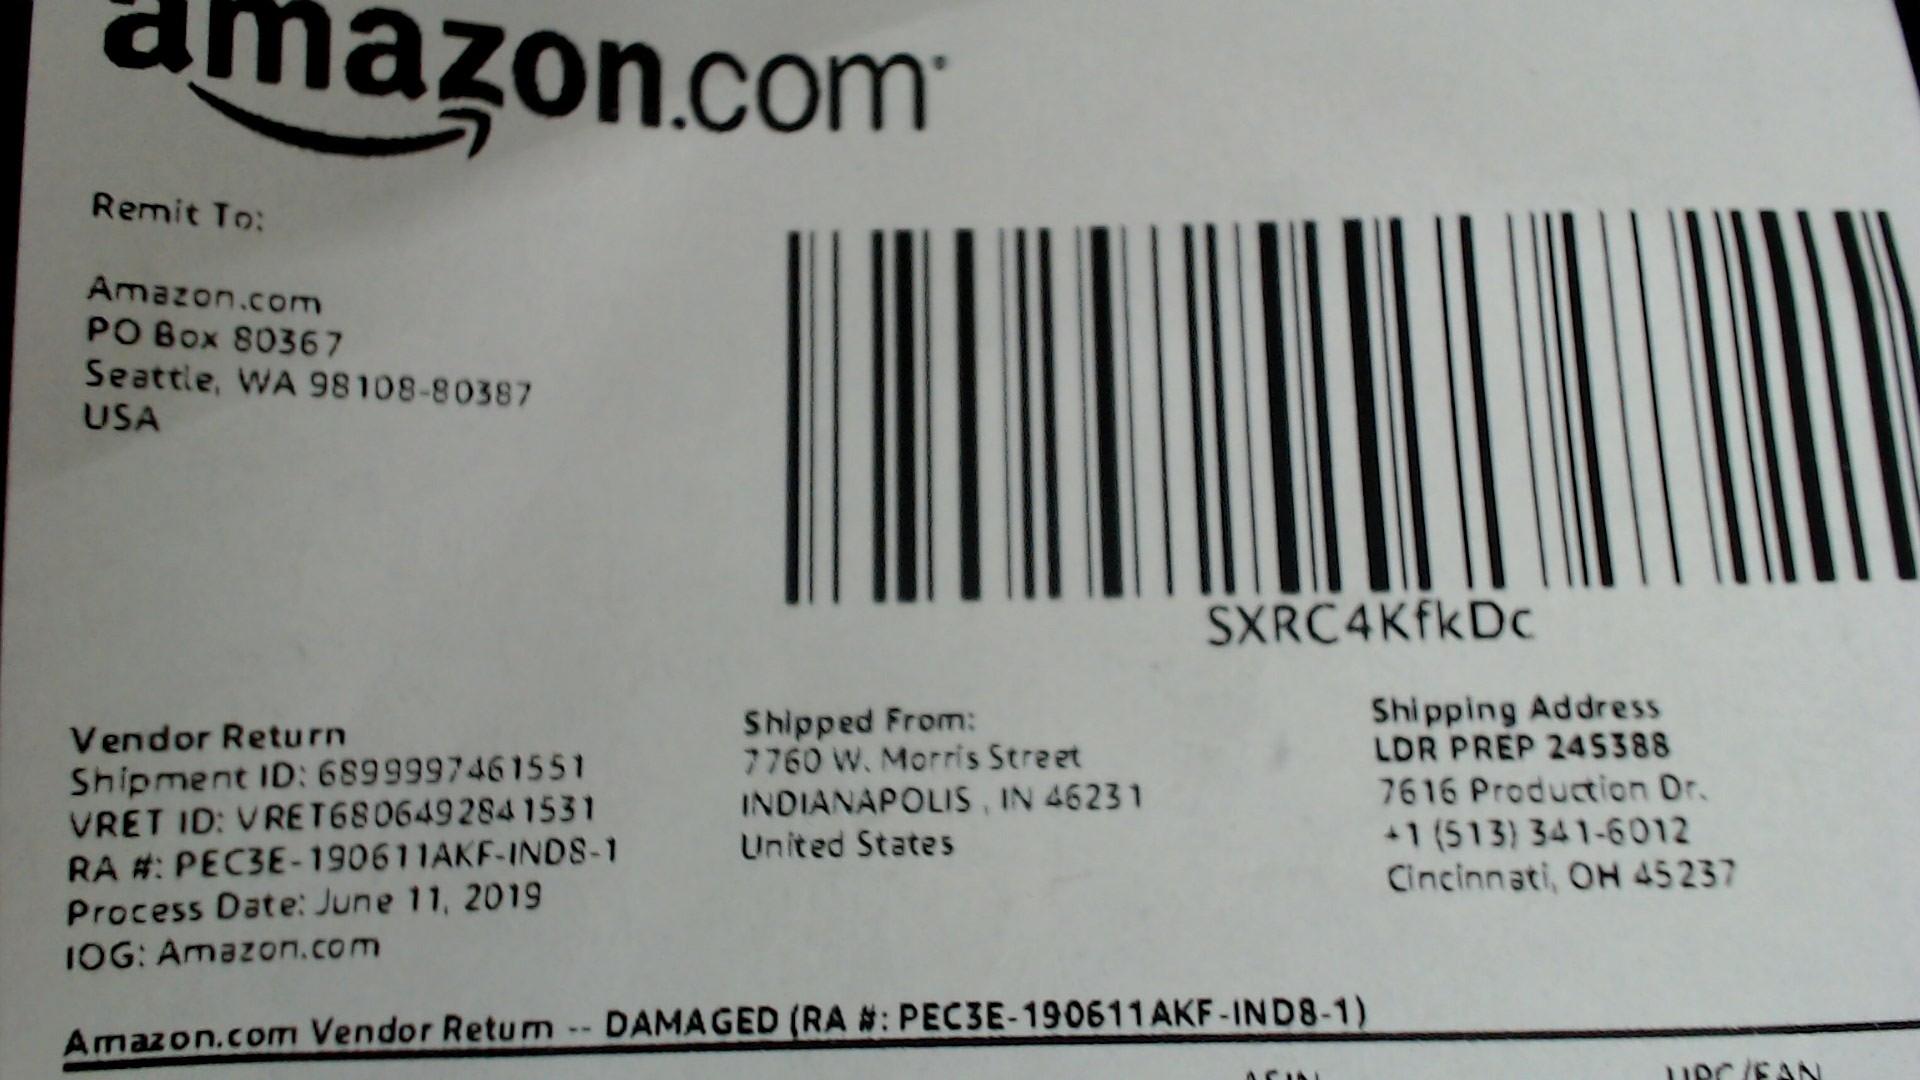 amazon.com
Remit To:
Amazon.com
PO Box 80367
Seattle, WA 98108-80387
USA
SXRC4KfkDc
Vendor Return
Shipment ID: 6899997461551
VRET ID: VRET6806492841531
RA #: PEC3E-190611AKF-IND8-1
Process Date: June 11, 2019
IOG: Amazon.com
Shipped From:
7760 W. Morris Street
INDIANAPOLIS , IN 46231
United States
Shipping Address
LDR PREP 245388
7616 Production Dr.
+1 (513) 341-6012
Cincinnati, OH 45237
Amazon.com Vendor Return -- DAMAGED (RA #: PEC3E-190611AKF-IND8-1)
ASIN UPC/EAN